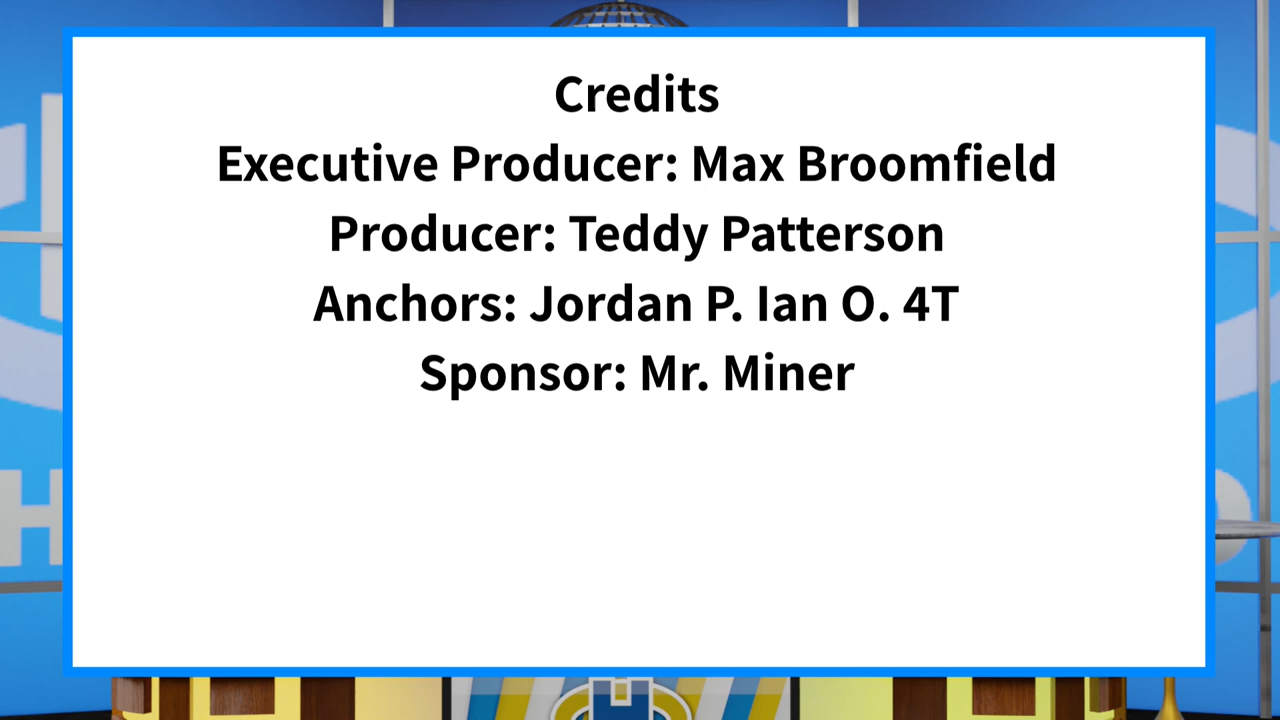 Credits
Executive Producer: Max Broomfield
Producer: Teddy Patterson
Anchors: Jordan P. Ian O. 4T
Sponsor: Mr. Miner